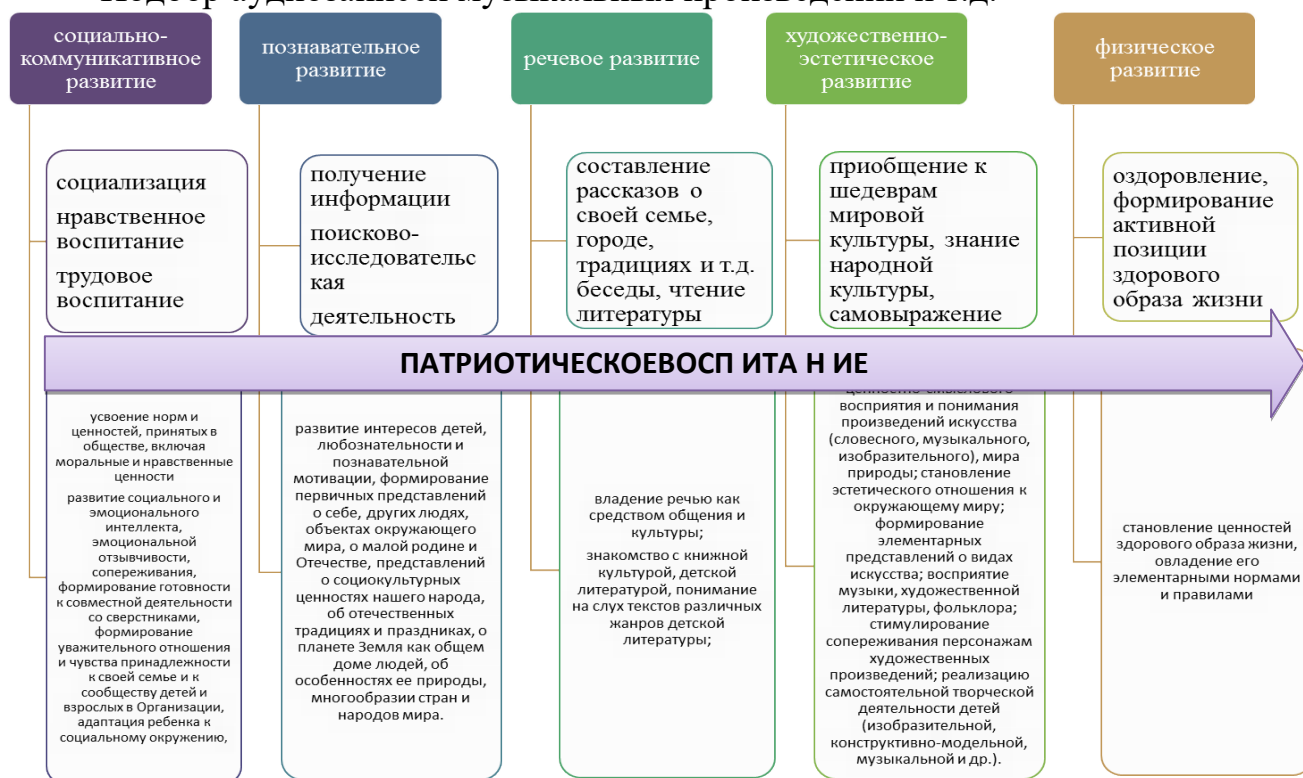 Подбор аудиозаписей музыкальных произведений и т.д.
социально-
коммуникативное
развитие
познавательное
развитие
речевое развитие
художественно-
эстетическое
развитие
физическое
развитие
социализация
нравственное
воспитание
трудовое
воспитание
получение
информации
поисково-
исследовательс
кая
деятельность
составление
рассказов о
своей семье,
городе,
традициях и т.д.
беседы, чтение
литературы
приобщение к
шедеврам
мировой
культуры, знание
народной
культуры,
самовыражение
оздоровление,
формирование
активной
позиции
здорового
образа жизни
ПАТРИОТИЧЕСКОЕВОСП ИТА Н ИЕ
усвоение норм и
ценностей, принятых в
обществе, включая
моральные и нравственные
ценности
развитие социального и
эмоционального
интеллекта,
эмоциональной
отзывчивости,
сопереживания,
формирование готовности
к совместной деятельности
со сверстниками,
формирование
уважительного отношения
и чувства принадлежности
к своей семье и к
сообществу детей и
взрослых в Организации,
адаптация ребенка к
социальному окружению,
развитие интересов детей,
любознательности и
познавательной
мотивации, формирование
первичных представлений
о себе, других людях,
объектах окружающего
мира, о малой родине и
Отечестве, представлений
о социокультурных
ценностях нашего народа,
об отечественных
традициях и праздниках, о
планете Земля как общем
доме людей, об
особенностях ее природы,
многообразии стран и
народов мира.
владение речью как
средством общения и
культуры;
знакомство с книжной
культурой, детской
литературой, понимание
на слух текстов различных
жанров детской
литературы;
ценностно-смыслового
восприятия и понимания
произведений искусства
(словесного, музыкального,
изобразительного), мира
природы; становление
эстетического отношения к
окружающему миру;
формирование
элементарных
представлений о видах
искусства; восприятие
музыки, художественной
литературы, фольклора;
стимулирование
сопереживания персонажам
художественных
произведений; реализацию
самостоятельной творческой
деятельности детей
(изобразительной,
конструктивно-модельной,
музыкальной и др.).
становление ценностей
здорового образа жизни,
овладение его
элементарными нормами
и правилами